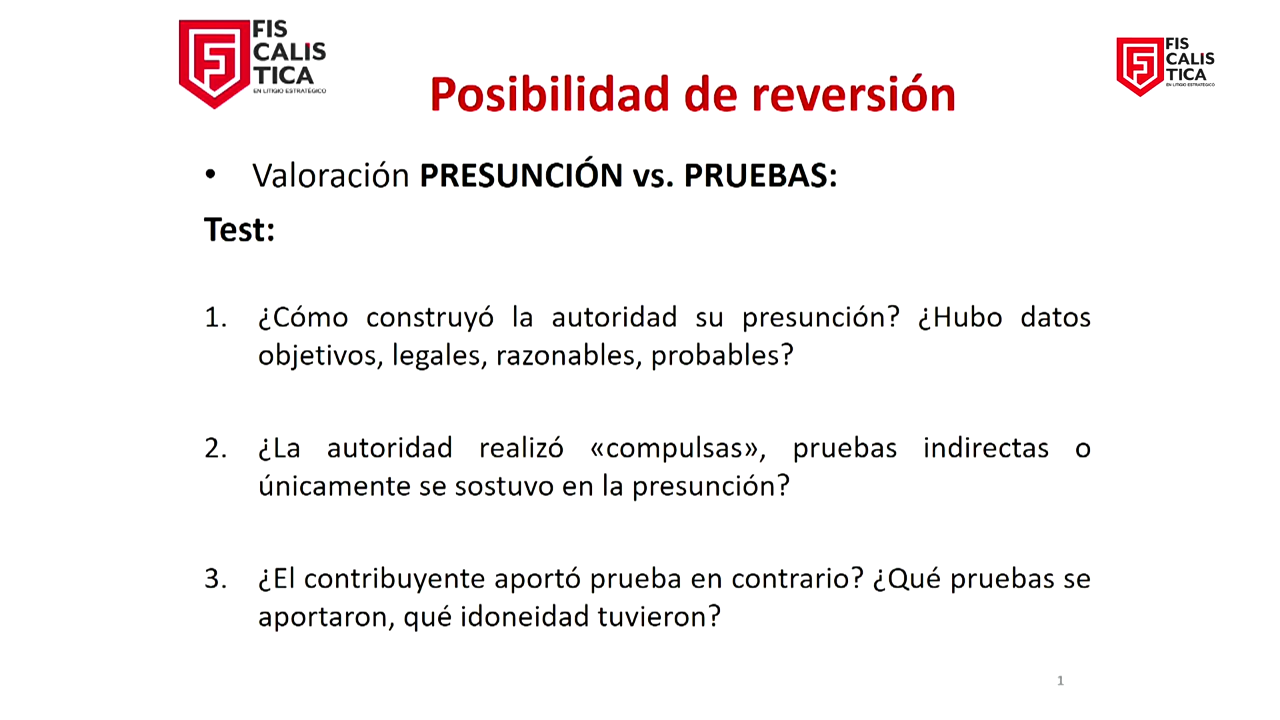 FIS
CALIS
TICA
EN LITIGIO ESTRATÉGICO
FIS
CALIS
TICA
EN LITIGIO ESTRATÉGICO
Posibilidad de reversión
• Valoración PRESUNCIÓN vs. PRUEBAS:
Test:
1. ¿Cómo construyó la autoridad su presunción? ¿Hubo datos
objetivos, legales, razonables, probables?
2. ¿La autoridad realizó «compulsas», pruebas indirectas o
únicamente se sostuvo en la presunción?
3. ¿El contribuyente aportó prueba en contrario? ¿Qué pruebas se
aportaron, qué idoneidad tuvieron?
1